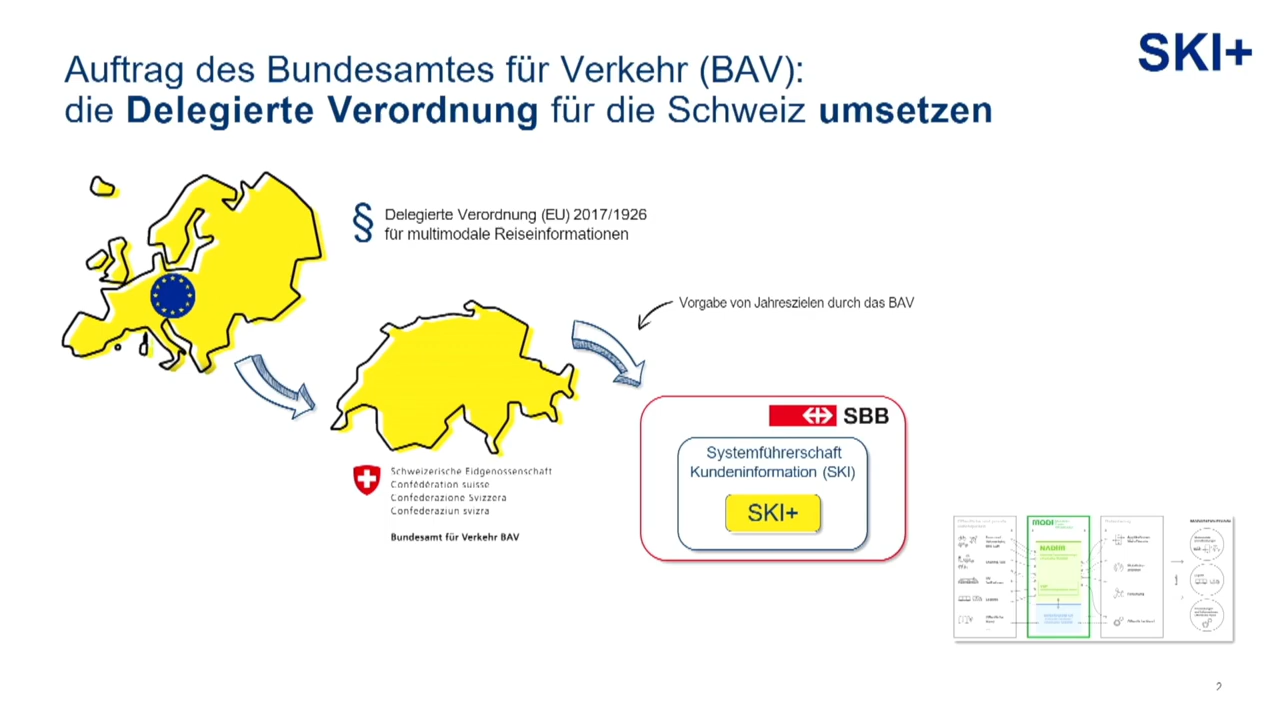 SKI+
Auftrag des Bundesamtes für Verkehr (BAV):
die Delegierte Verordnung für die Schweiz umsetzen
§
Delegierte Verordnung (EU) 2017/1926
für multimodale Reiseinformationen
Vorgabe von Jahreszielen durch das BAV
SBB
Systemführerschaft
Kundeninformation (SKI)
SKI+
Schweizerische Eidgenossenschaft
Confédération suisse
Confederazione Svizzera
Confederaziun svizra
Bundesamt für Verkehr BAV
MODI
NADIM
2